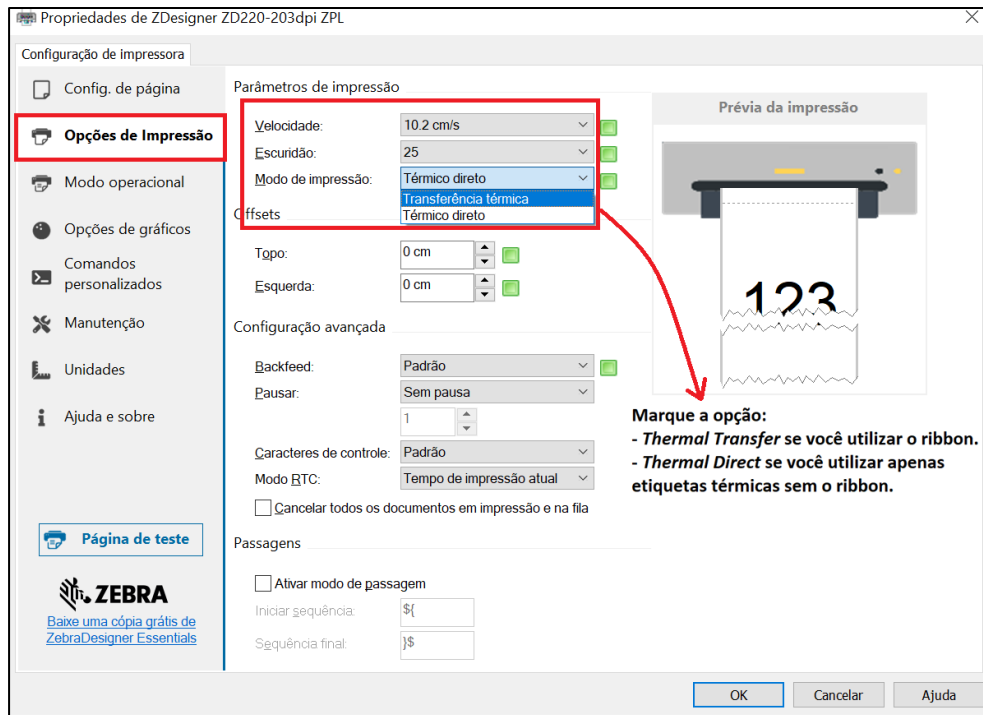 Propriedades de ZDesigner ZD220-203dpi ZPL
Configuração de impressora
Config. de página
Opções de Impressão
Modo operacional
Opções de gráficos
Comandos
personalizados
Manutenção
Unidades
Ajuda e sobre
Página de teste
ZEBRA
Baixe uma cópia grátis de
ZebraDesigner Essentials
Parâmetros de impressão
Velocidade: 10.2 cm/s
Escuridão: 25
Modo de impressão: Térmico direto
Transferência térmica
Térmico direto
Offsets
Topo: 0 cm
Esquerda: 0 cm
Configuração avançada
Backfeed: Padrão
Pausar: Sem pausa
1
Caracteres de controle: Padrão
Modo RTC: Tempo de impressão atual
Cancelar todos os documentos em impressão e na fila
Passagens
Ativar modo de passagem
Iniciar sequência: ${
Sequência final: }$
Prévia da impressão
123
Marque a opção:
- Thermal Transfer se você utilizar o ribbon.
- Thermal Direct se você utilizar apenas
etiquetas térmicas sem o ribbon.
OK Cancelar Ajuda